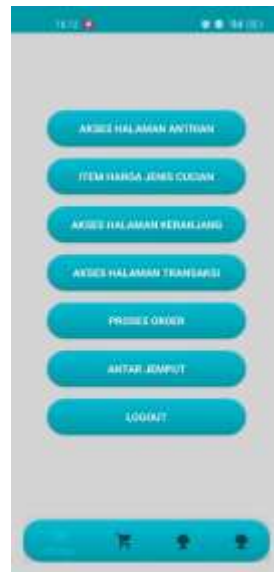 AKSES HALAMAN ANTRIAN
ITEM HARGA JENIS CUCIAN
AKSES HALAMAN KERANJANG
AKSES HALAMAN TRANSAKSI
PROSES ORDER
ANTAR JEMPUT
LOGOUT